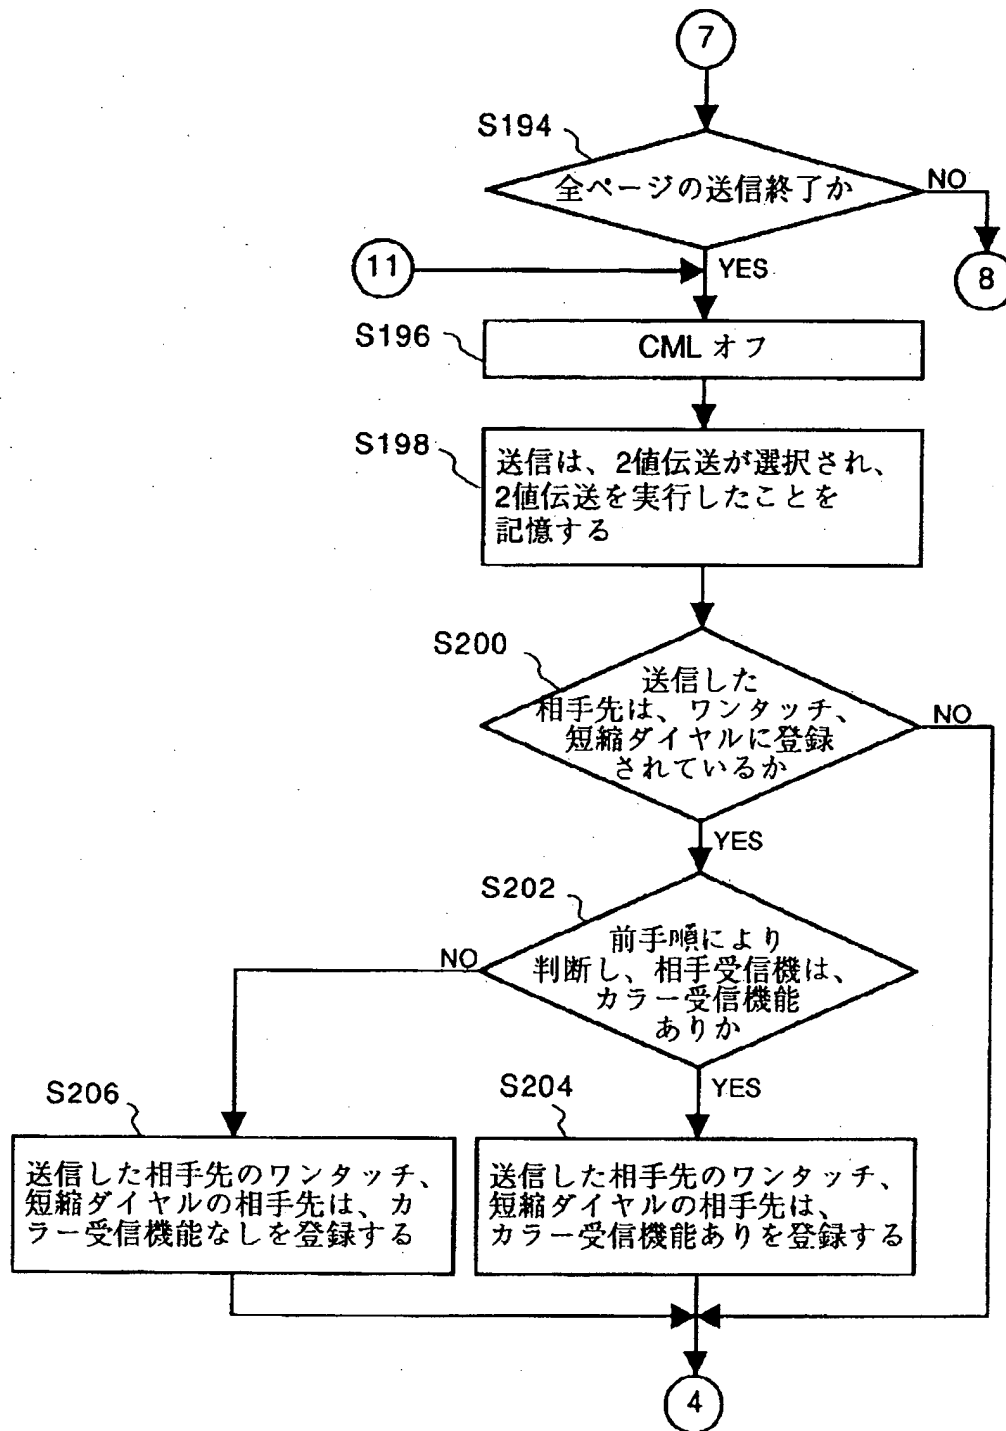 7
S194
全ページの送信終了か
NO
11
YES
8
S196
CML オフ
S198
送信は、2値伝送が選択され、
2値伝送を実行したことを
記憶する
S200
送信した
相手先は、ワンタッチ、
短縮ダイヤルに登録
されているか
NO
YES
S202
前手順により
判断し、相手受信機は、
カラー受信機能
ありか
NO
YES
S206
送信した相手先のワンタッチ、
短縮ダイヤルの相手先は、カ
ラー受信機能なしを登録する
S204
送信した相手先のワンタッチ、
短縮ダイヤルの相手先は、
カラー受信機能ありを登録する
4